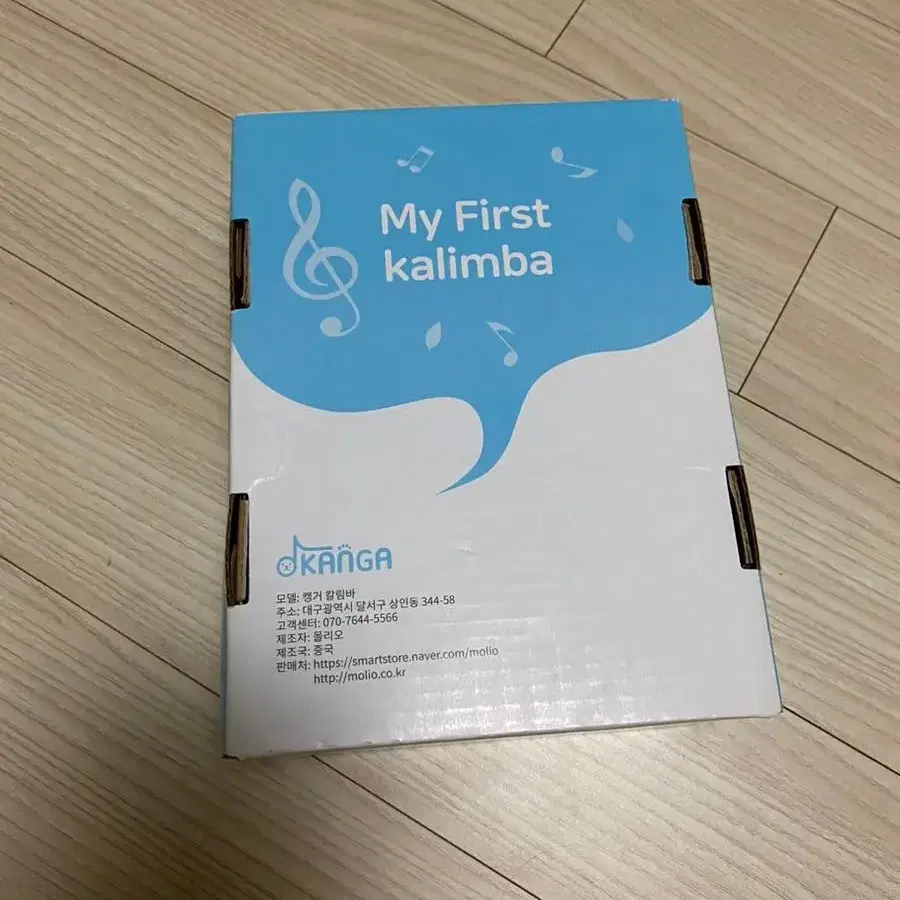 My First
kalimba
KANGA
모델: 캥거 칼림바
주소: 대구광역시 달서구 상인동 344-58
고객센터: 070-7644-5566
제조자: 몰리오
제조국: 중국
판매처: https://smartstore.naver.com/molio
http://molio.co.kr